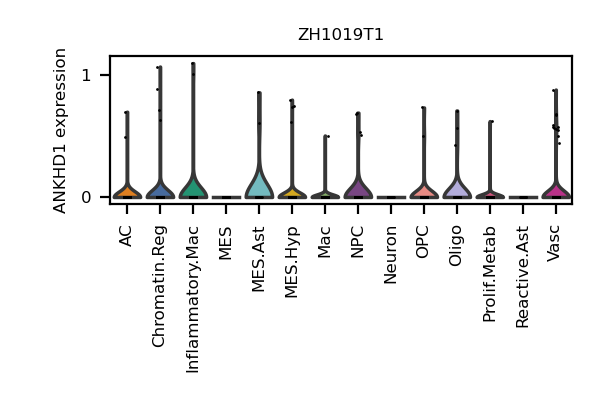 ZH1019T1
ANKHD1 expression
1
0
AC
Chromatin.Reg
Inflammatory.Mac
MES
MES.Ast
MES.Hyp
Mac
NPC
Neuron
OPC
Oligo
Prolif.Metab
Reactive.Ast
Vasc